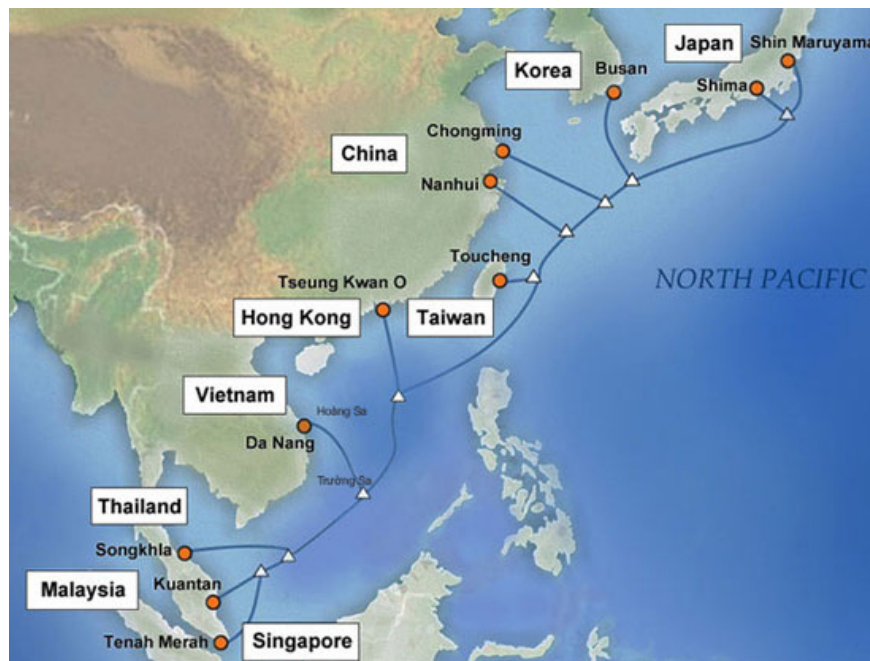 Japan
Shin Maruyama
Korea
Busan
Shima
Chongming
China
Nanhui
Toucheng
NORTH PACIFIC
Tseung Kwan O
Hong Kong
Taiwan
Vietnam
Hoàng Sa
Da Nang
Trường Sa
Thailand
Songkhla
Malaysia
Kuantan
Tenah Merah
Singapore